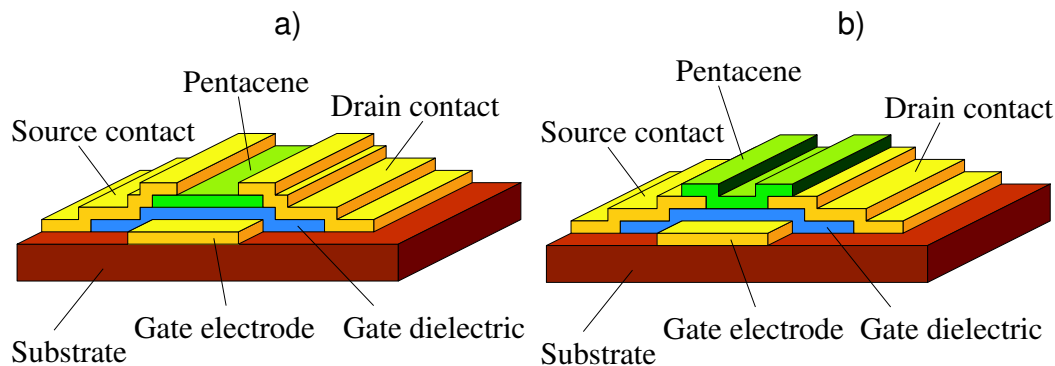 a)
Pentacene
Drain contact
Source contact
Gate electrode
Gate dielectric
Substrate
b)
Pentacene
Drain contact
Source contact
Gate electrode
Gate dielectric
Substrate